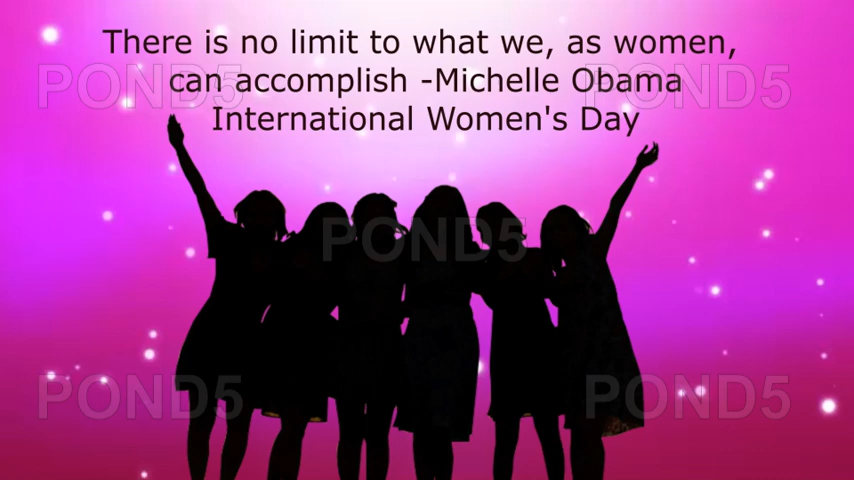 There is no limit to what we, as women,
can accomplish -Michelle Obama
International Women's Day
POND5
POND5
POND5
POND5
POND5